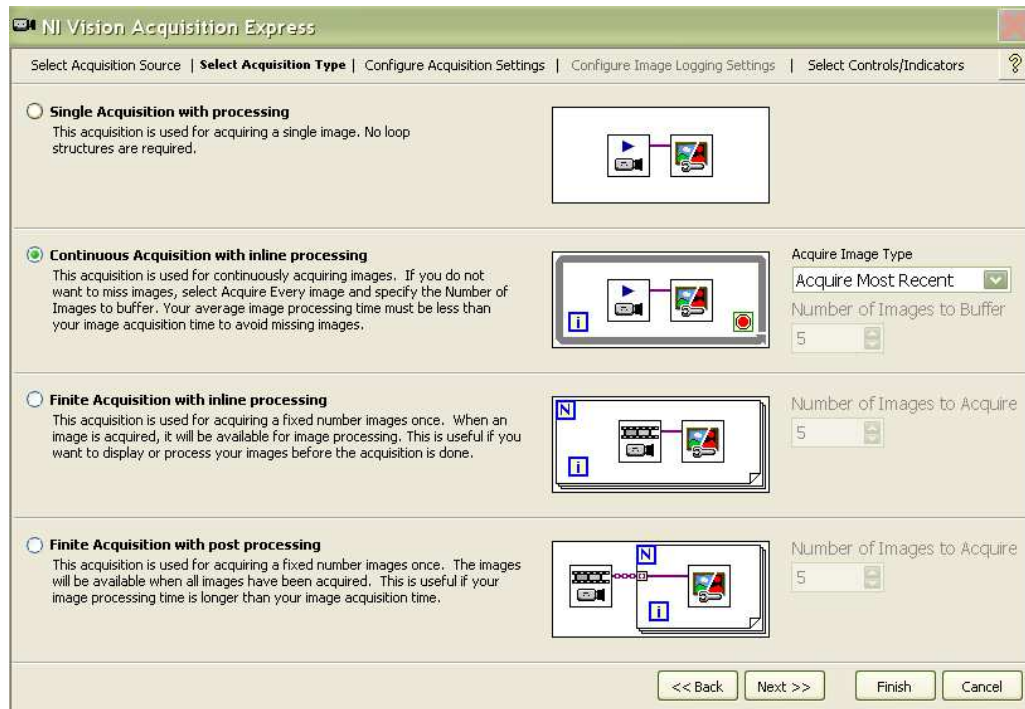 NI Vision Acquisition Express
Select Acquisition Source | Select Acquisition Type | Configure Acquisition Settings | Configure Image Logging Settings | Select Controls/Indicators ?
Single Acquisition with processing
This acquisition is used for acquiring a single image. No loop
structures are required.
Continuous Acquisition with inline processing
This acquisition is used for continuously acquiring images. If you do not
want to miss images, select Acquire Every image and specify the Number of
Images to buffer. Your average image processing time must be less than
your image acquisition time to avoid missing images.
i
Acquire Image Type
Acquire Most Recent
Number of Images to Buffer
5
Finite Acquisition with inline processing
This acquisition is used for acquiring a fixed number images once. When an
image is acquired, it will be available for image processing. This is useful if you
want to display or process your images before the acquisition is done.
N
i
Number of Images to Acquire
5
Finite Acquisition with post processing
This acquisition is used for acquiring a fixed number images once. The images
will be available when all images have been acquired. This is useful if your
image processing time is longer than your image acquisition time.
N
i
Number of Images to Acquire
5
<< Back Next >> Finish Cancel